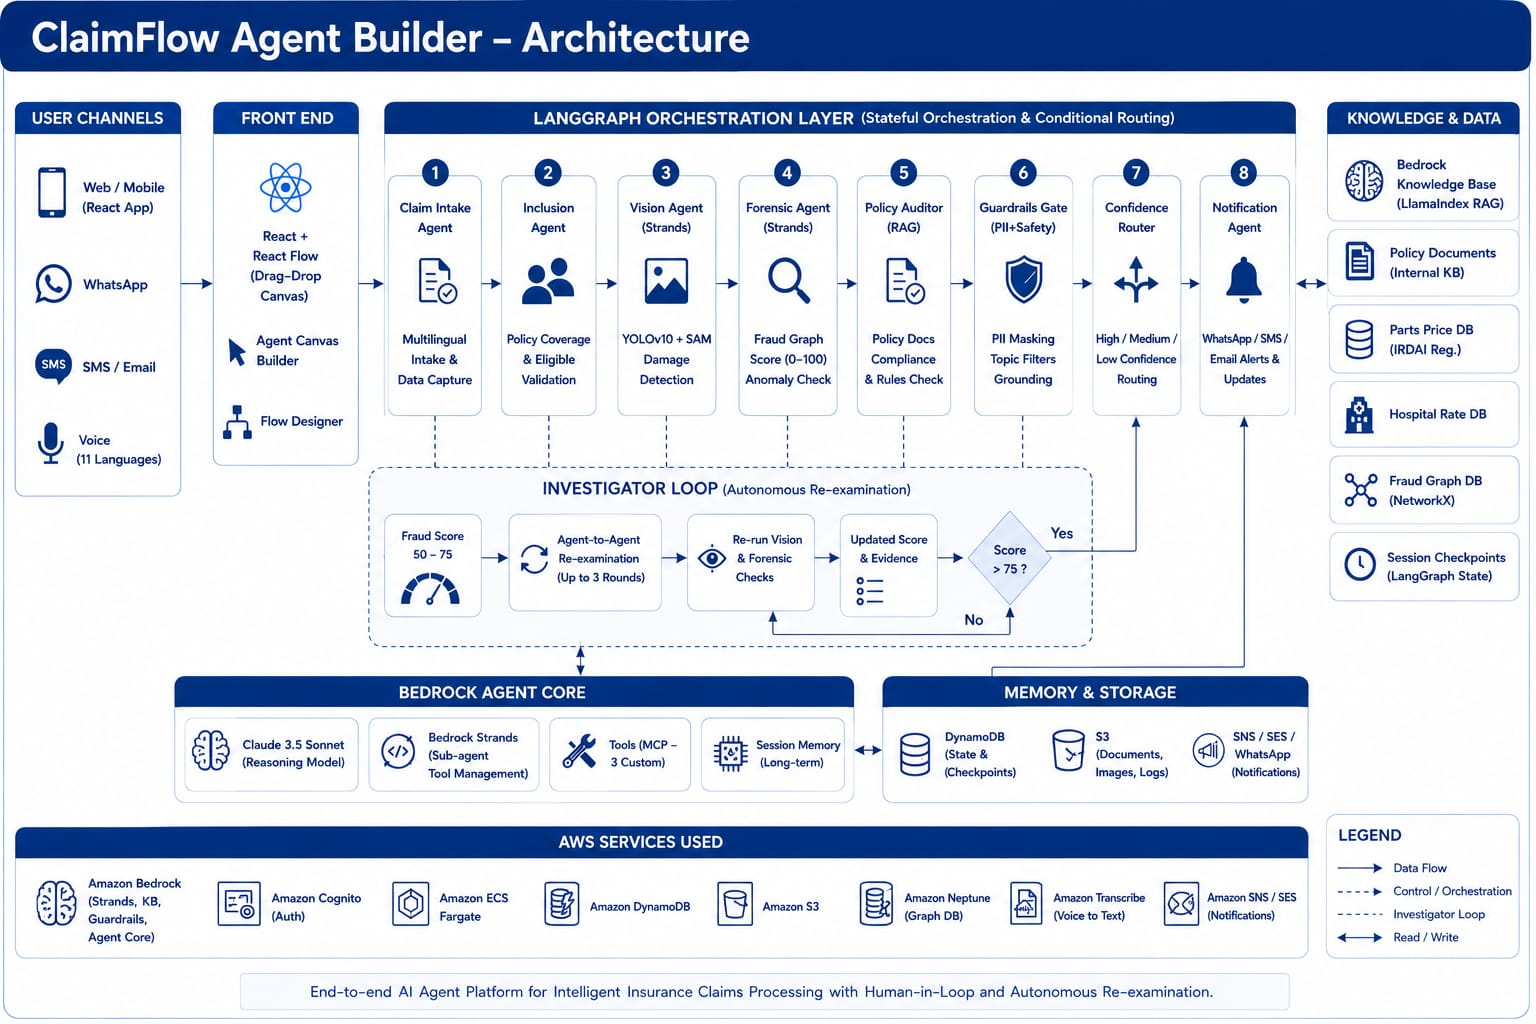 ClaimFlow Agent Builder – Architecture
USER CHANNELS
Web / Mobile
(React App)
WhatsApp
SMS
SMS / Email
Voice
(11 Languages)
FRONT END
React +
React Flow
(Drag–Drop
Canvas)
Agent Canvas
Builder
Flow Designer
LANGGRAPH ORCHESTRATION LAYER (Stateful Orchestration & Conditional Routing)
1
Claim Intake
Agent
Multilingual
Intake &
Data Capture
2
Inclusion
Agent
Policy Coverage
& Eligible
Validation
3
Vision Agent
(Strands)
YOLOv10 + SAM
Damage
Detection
4
Forensic Agent
(Strands)
Fraud Graph
Score (0–100)
Anomaly Check
5
Policy Auditor
(RAG)
Policy Docs
Compliance
& Rules Check
6
Guardrails Gate
(PII+Safety)
PII Masking
Topic Filters
Grounding
7
Confidence
Router
High / Medium /
Low Confidence
Routing
8
Notification
Agent
WhatsApp / SMS /
Email Alerts &
Updates
KNOWLEDGE & DATA
Bedrock
Knowledge Base
(LlamaIndex RAG)
Policy Documents
(Internal KB)
Parts Price DB
(IRDAI Reg.)
Hospital Rate DB
Fraud Graph DB
(NetworkX)
Session Checkpoints
(LangGraph State)
INVESTIGATOR LOOP (Autonomous Re-examination)
Fraud Score
50 – 75
Agent-to-Agent
Re-examination
(Up to 3 Rounds)
Re-run Vision
& Forensic
Checks
Updated Score
& Evidence
Score
> 75 ?
Yes
No
BEDROCK AGENT CORE
Claude 3.5 Sonnet
(Reasoning Model)
Bedrock Strands
(Sub-agent
Tool Management)
Tools (MCP –
3 Custom)
Session Memory
(Long-term)
MEMORY & STORAGE
DynamoDB
(State &
(Checkpoints)
S3
(Documents,
Images, Logs)
SNS / SES /
WhatsApp
(Notifications)
AWS SERVICES USED
Amazon Bedrock
(Strands, KB,
Guardrails,
Agent Core)
Amazon Cognito
(Auth)
Amazon ECS
Fargate
Amazon DynamoDB
Amazon S3
Amazon Neptune
(Graph DB)
Amazon Transcribe
(Voice to Text)
Amazon SNS / SES
(Notifications)
LEGEND
Data Flow
Control / Orchestration
Investigator Loop
Read / Write
End-to-end AI Agent Platform for Intelligent Insurance Claims Processing with Human-in-Loop and Autonomous Re-examination.